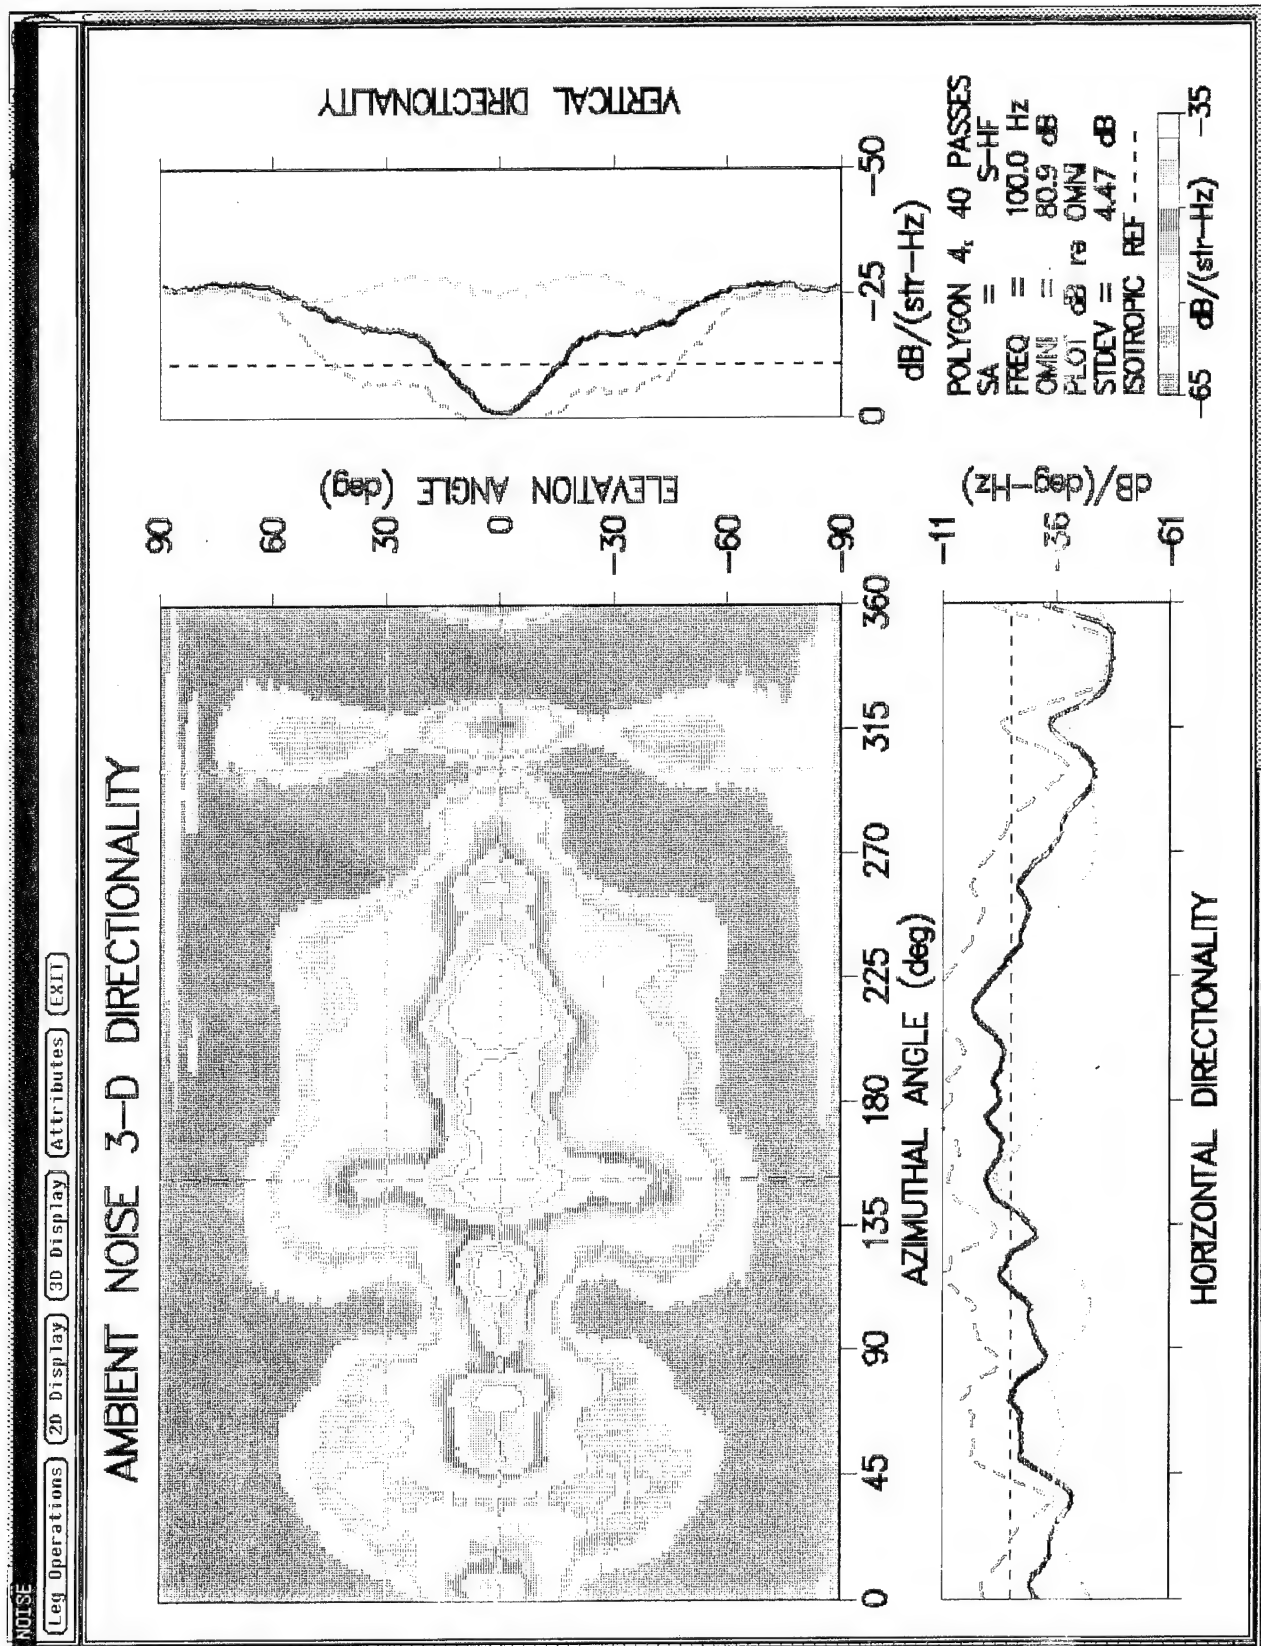 NOISE
Leg Operations 2D Display 3D Display Attributes EXIT
AMBIENT NOISE 3-D DIRECTIONALITY
90
60
30
0
-30
-60
-90
ELEVATION ANGLE (deg)
0 45 90 135 180 225 270 315 360
AZIMUTHAL ANGLE (deg)
VERTICAL DIRECTIONALITY
0 -25 -50
dB/(str-Hz)
-11
-36
-61
dB/(deg-Hz)
HORIZONTAL DIRECTIONALITY
POLYGON 4, 40 PASSES
SA = S-HF
FREQ = 100.0 Hz
OMNI = 80.9 dB
PLOT dB re OMNI
STDEV = 4.47 dB
ISOTROPIC REF ----
-65 dB/(str-Hz) -35